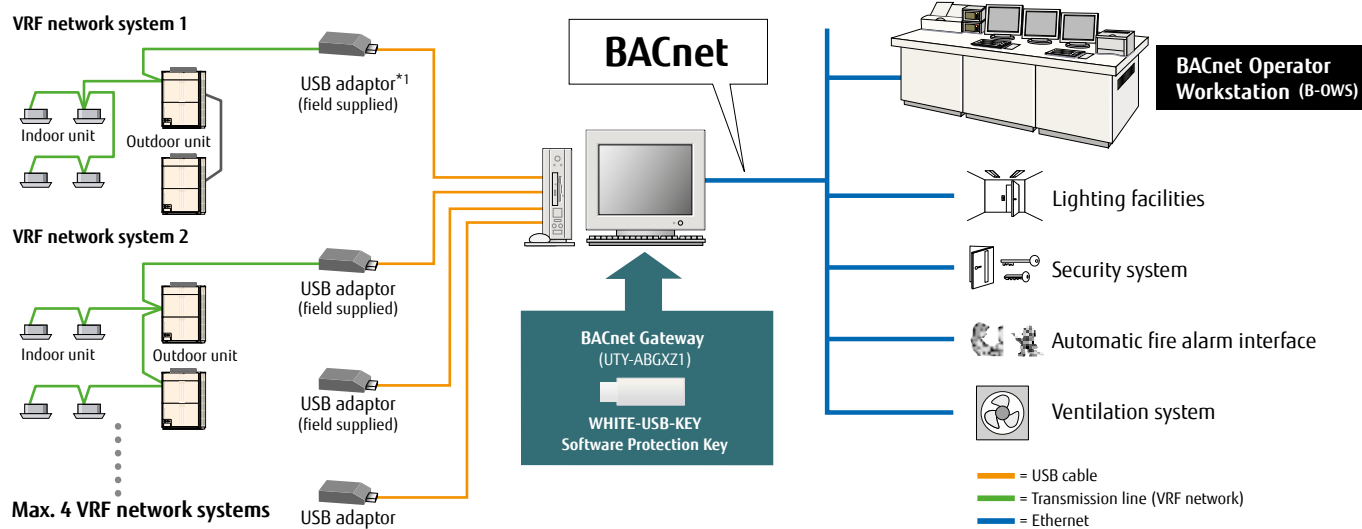 VRF network system 1
USB adaptor*1
(field supplied)
Indoor unit
Outdoor unit
VRF network system 2
USB adaptor
(field supplied)
Indoor unit
Outdoor unit
USB adaptor
(field supplied)
Max. 4 VRF network systems
USB adaptor
BACnet
BACnet Gateway
(UTY-ABGXZ1)
WHITE-USB-KEY
Software Protection Key
BACnet Operator
Workstation (B-OWS)
Lighting facilities
Security system
Automatic fire alarm interface
Ventilation system
= USB cable
= Transmission line (VRF network)
= Ethernet